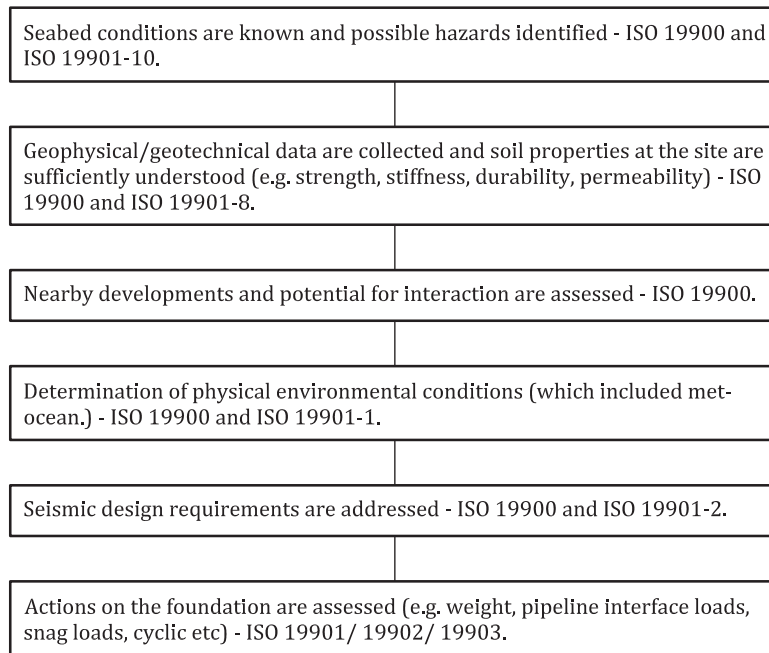 Seabed conditions are known and possible hazards identified - ISO 19900 and
ISO 19901-10.
Geophysical/geotechnical data are collected and soil properties at the site are
sufficiently understood (e.g. strength, stiffness, durability, permeability) - ISO
19900 and ISO 19901-8.
Nearby developments and potential for interaction are assessed - ISO 19900.
Determination of physical environmental conditions (which included met-
ocean.) - ISO 19900 and ISO 19901-1.
Seismic design requirements are addressed - ISO 19900 and ISO 19901-2.
Actions on the foundation are assessed (e.g. weight, pipeline interface loads,
snag loads, cyclic etc) - ISO 19901/ 19902/ 19903.